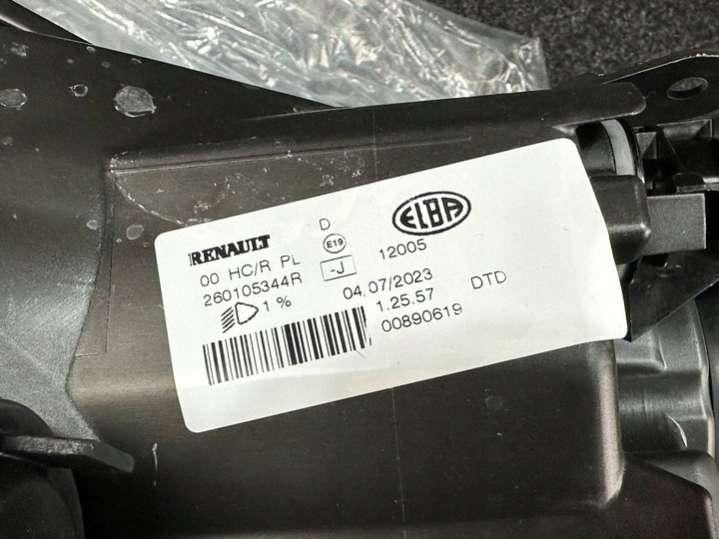 RENAULT D ELBA
00 HC/R PL E19 12005
260105344R -J 04.07/2023
1% 1.25.57 DTD
00890619